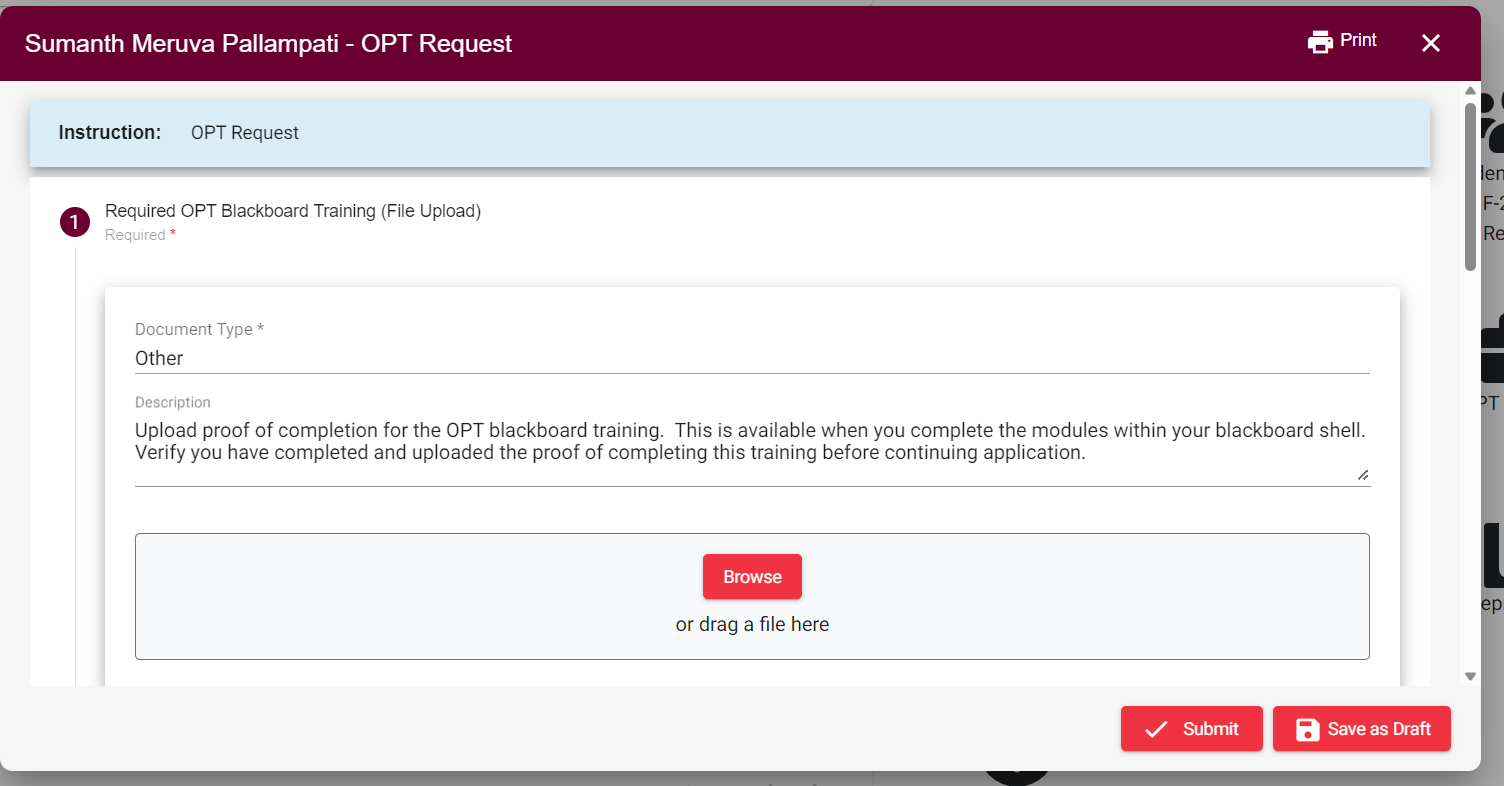 Sumanth Meruva Pallampati - OPT Request
Print
Instruction: OPT Request
1
Required OPT Blackboard Training (File Upload)
Required *
Document Type *
Other
Description
Upload proof of completion for the OPT blackboard training.  This is available when you complete the modules within your blackboard shell.
Verify you have completed and uploaded the proof of completing this training before continuing application.
Browse
or drag a file here
Submit
Save as Draft